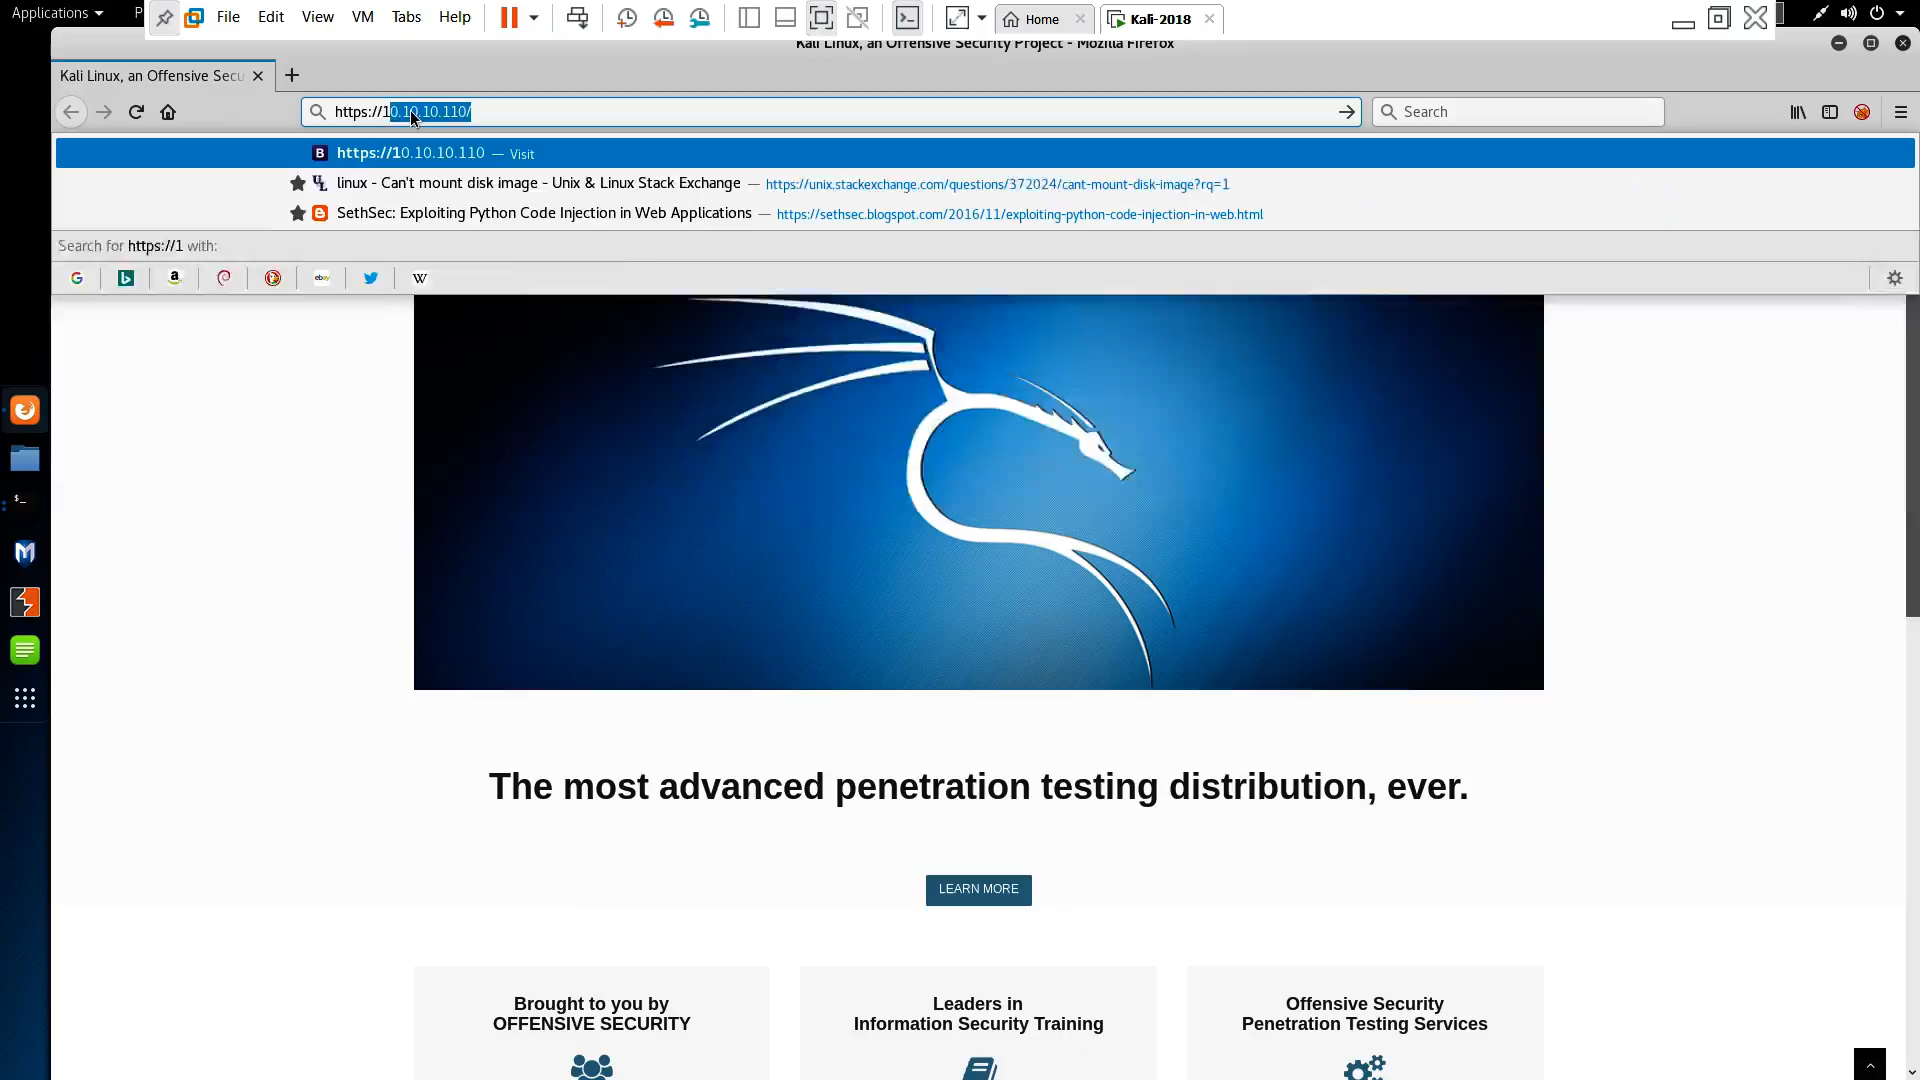 Applications
P
File Edit View VM Tabs Help
Home
Kali-2018
Kali Linux, an Offensive Security Project - Mozilla Firefox
Kali Linux, an Offensive Secu
https://10.10.10.110/
Search
B https://10.10.10.110 — Visit
linux - Can't mount disk image - Unix & Linux Stack Exchange — https://unix.stackexchange.com/questions/372024/cant-mount-disk-image?rq=1
SethSec: Exploiting Python Code Injection in Web Applications — https://sethsec.blogspot.com/2016/11/exploiting-python-code-injection-in-web.html
Search for https://1 with:
G b a ebay W
$_
The most advanced penetration testing distribution, ever.
LEARN MORE
Brought to you by
OFFENSIVE SECURITY
Leaders in
Information Security Training
Offensive Security
Penetration Testing Services